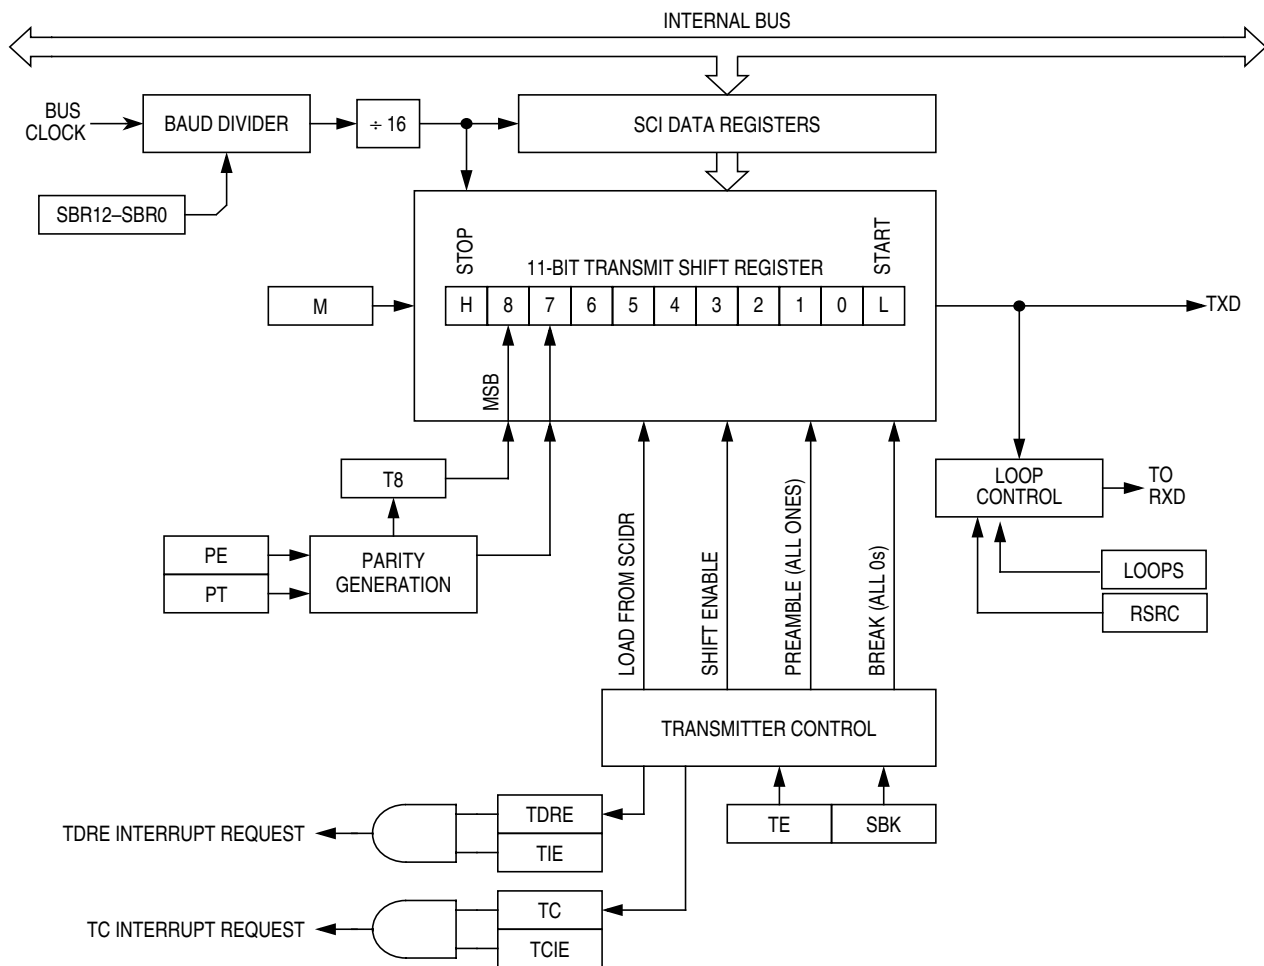 INTERNAL BUS
BUS
CLOCK
BAUD DIVIDER
÷ 16
SCI DATA REGISTERS
SBR12–SBR0
STOP
11-BIT TRANSMIT SHIFT REGISTER
START
M
H 8 7 6 5 4 3 2 1 0 L
TXD
MSB
T8
LOOP
CONTROL
TO
RXD
PE
PT
PARITY
GENERATION
LOAD FROM SCIDR
SHIFT ENABLE
PREAMBLE (ALL ONES)
BREAK (ALL 0s)
LOOPS
RSRC
TRANSMITTER CONTROL
TDRE INTERRUPT REQUEST
TDRE
TIE
TE
SBK
TC INTERRUPT REQUEST
TC
TCIE